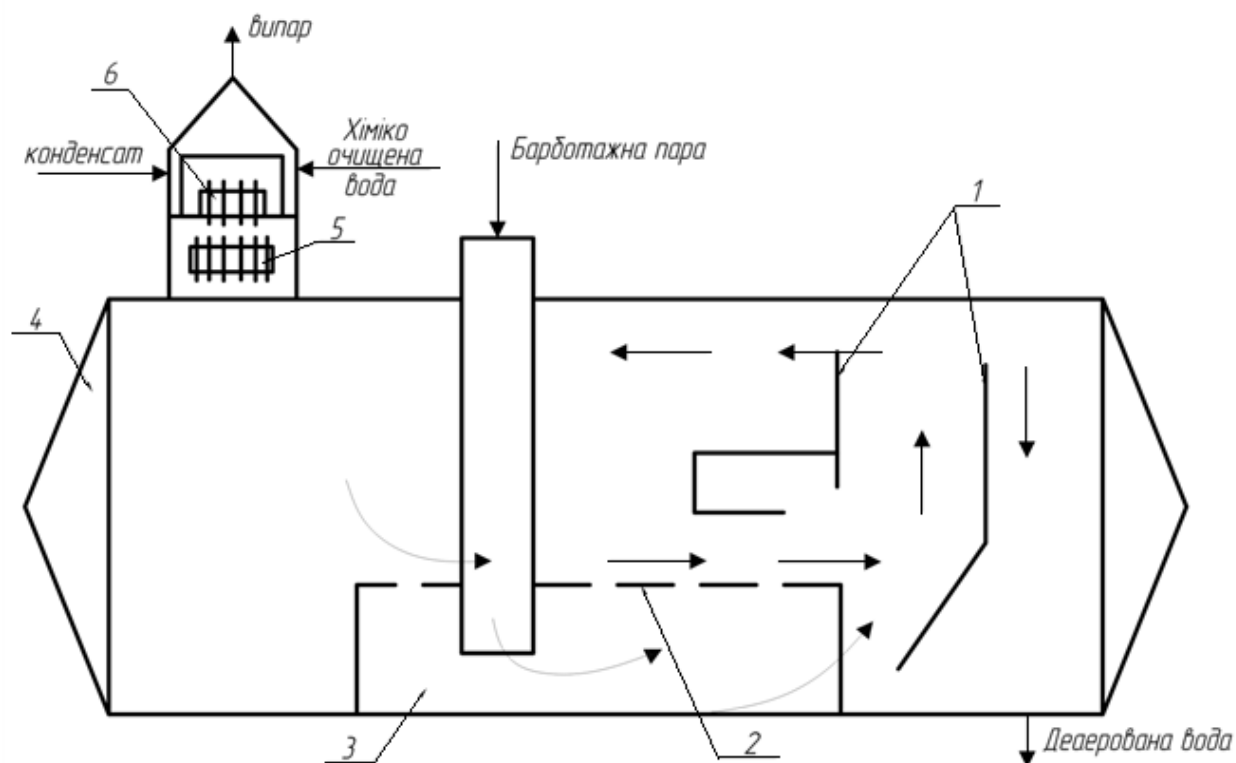 випар
6
конденсат
Хіміко
очищена
вода
Барботажна пара
1
5
4
3
2
Деаерована вода